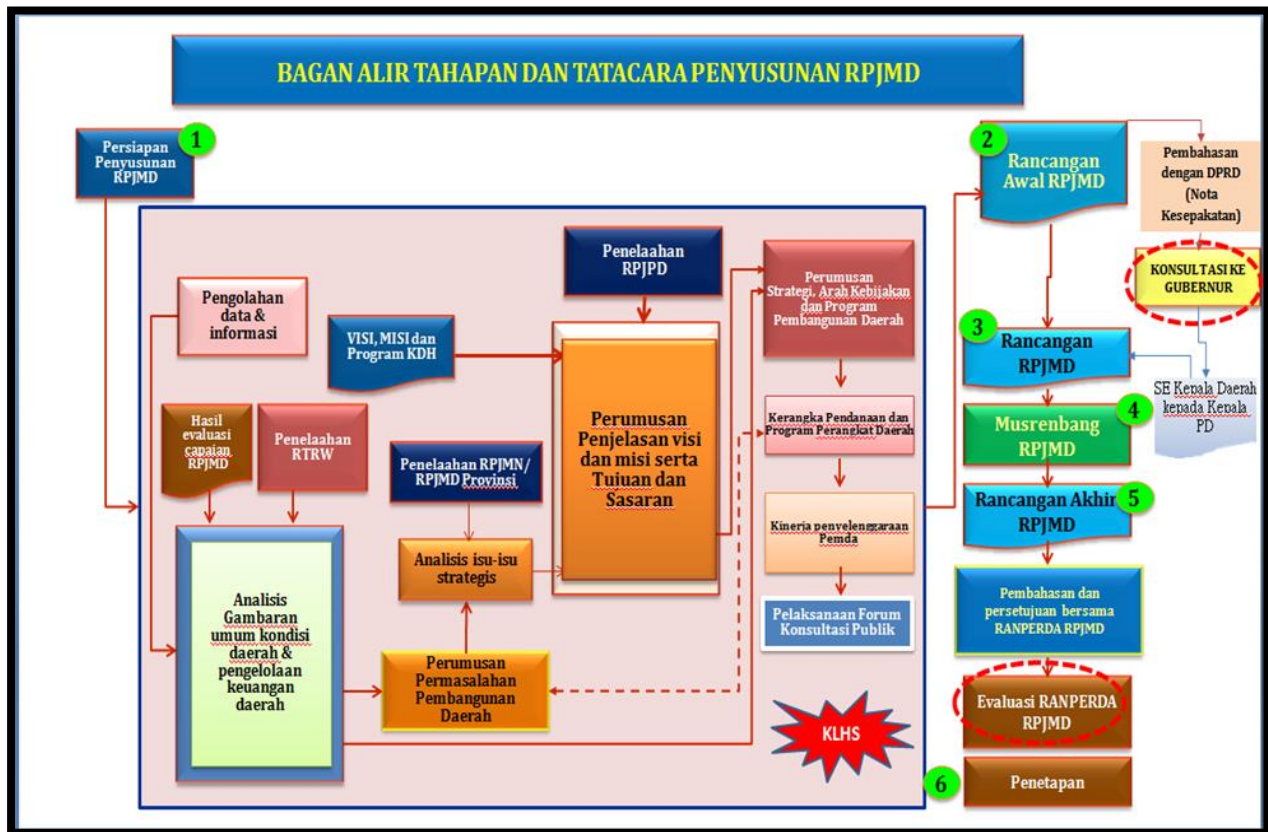 BAGAN ALIR TAHAPAN DAN TATACARA PENYUSUNAN RPJMD
1
Persiapan
Penyusunan
RPJMD
Pengolahan
data &
informasi
Hasil
evaluasi
capaian
RPJMD
Penelaahan
RTRW
Analisis
Gambaran
umum kondisi
daerah &
pengelolaan
keuangan
daerah
VISI, MISI dan
Program KDH
Penelaahan RPJMN/
RPJMD Provinsi
Analisis isu-isu
strategis
Perumusan
Permasalahan
Pembangunan
Daerah
Penelaahan
RPJPD
Perumusan
Penjelasan visi
dan misi serta
Tujuan dan
Sasaran
Perumusan
Strategi, Arah Kebijakan
dan Program
Pembangunan Daerah
Kerangka Pendanaan dan
Program Perangkat Daerah
Kinerja penyelenggaraan
Pemda
Pelaksanaan Forum
Konsultasi Publik
KLHS
2
Rancangan
Awal RPJMD
Pembahasan
dengan DPRD
(Nota
Kesepakatan)
KONSULTASI KE
GUBERNUR
SE Kepala Daerah
kepada Kepala
PD
3
Rancangan
RPJMD
4
Musrenbang
RPJMD
5
Rancangan Akhir
RPJMD
Pembahasan dan
persetujuan bersama
RANPERDA RPJMD
Evaluasi RANPERDA
RPJMD
6
Penetapan